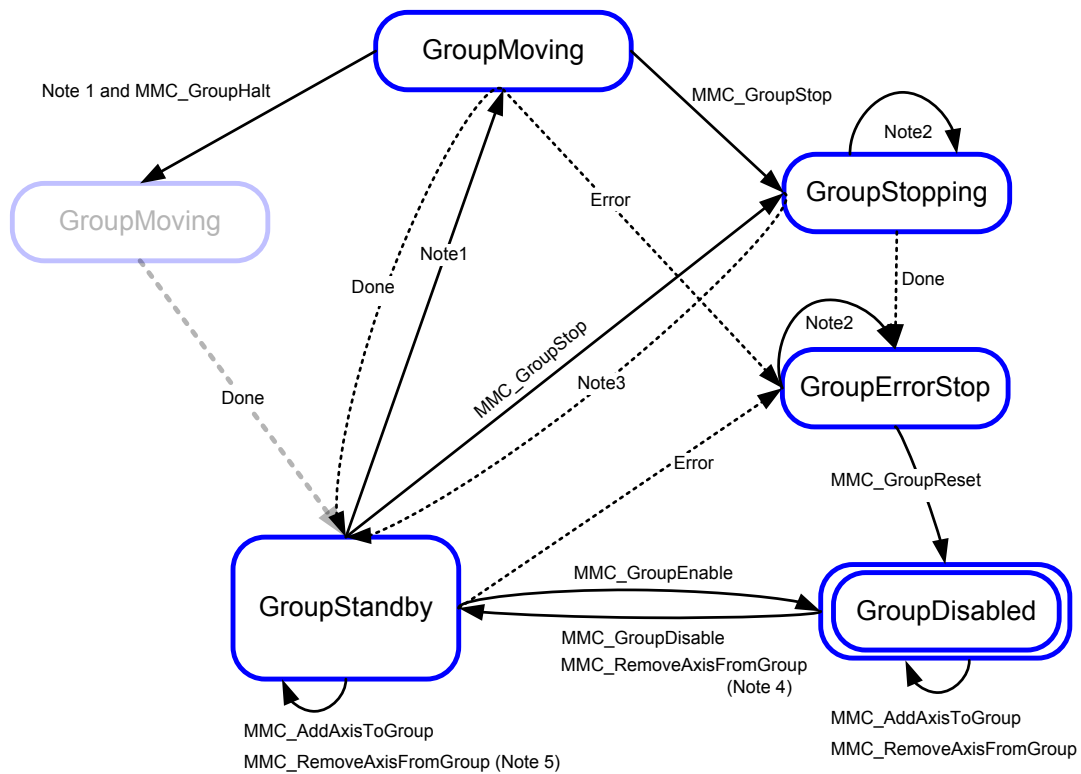 GroupMoving
Note 1 and MMC_GroupHalt
MMC_GroupStop
Note2
GroupMoving
GroupStopping
Error
Note1
Done
Done
Note2
MMC_GroupStop
Note3
GroupErrorStop
Done
Error
MMC_GroupReset
GroupStandby
MMC_GroupEnable
GroupDisabled
MMC_GroupDisable
MMC_RemoveAxisFromGroup
(Note 4)
MMC_AddAxisToGroup
MMC_RemoveAxisFromGroup (Note 5)
MMC_AddAxisToGroup
MMC_RemoveAxisFromGroup